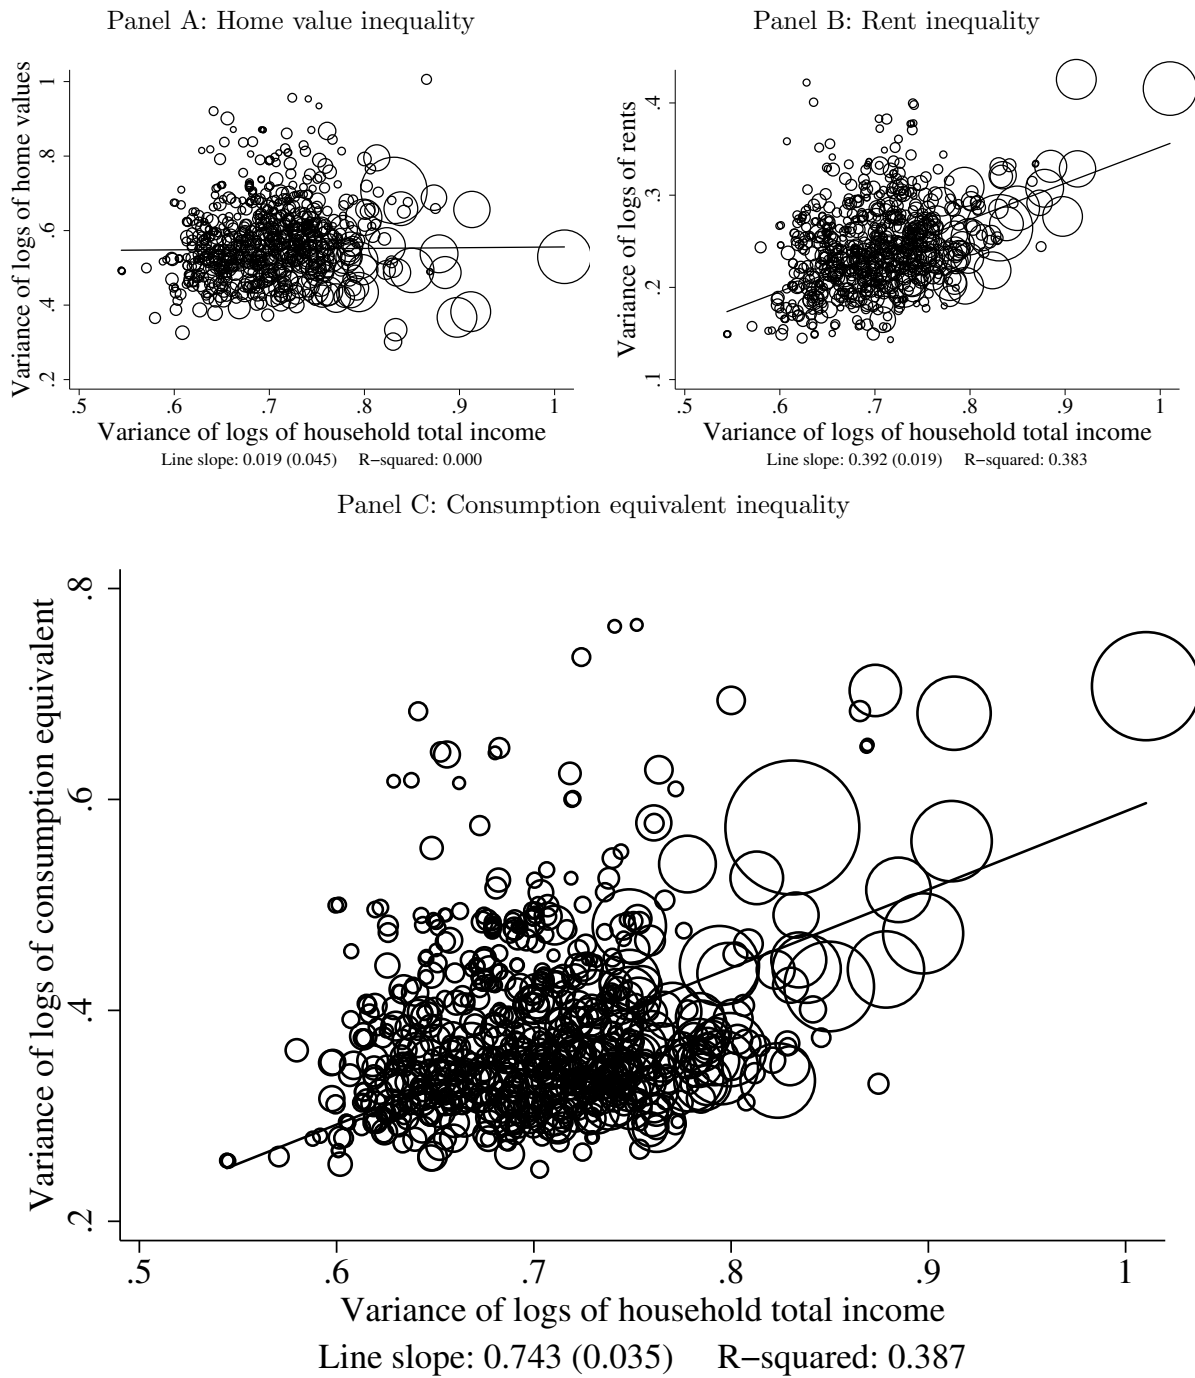 Panel A: Home value inequality
Variance of logs of home values
1
.8
.6
.4
.2
.5 .6 .7 .8 .9 1
Variance of logs of household total income
Line slope: 0.019 (0.045) R−squared: 0.000
Panel B: Rent inequality
Variance of logs of rents
.4
.3
.2
.1
.5 .6 .7 .8 .9 1
Variance of logs of household total income
Line slope: 0.392 (0.019) R−squared: 0.383
Panel C: Consumption equivalent inequality
Variance of logs of consumption equivalent
.8
.6
.4
.2
.5 .6 .7 .8 .9 1
Variance of logs of household total income
Line slope: 0.743 (0.035) R−squared: 0.387